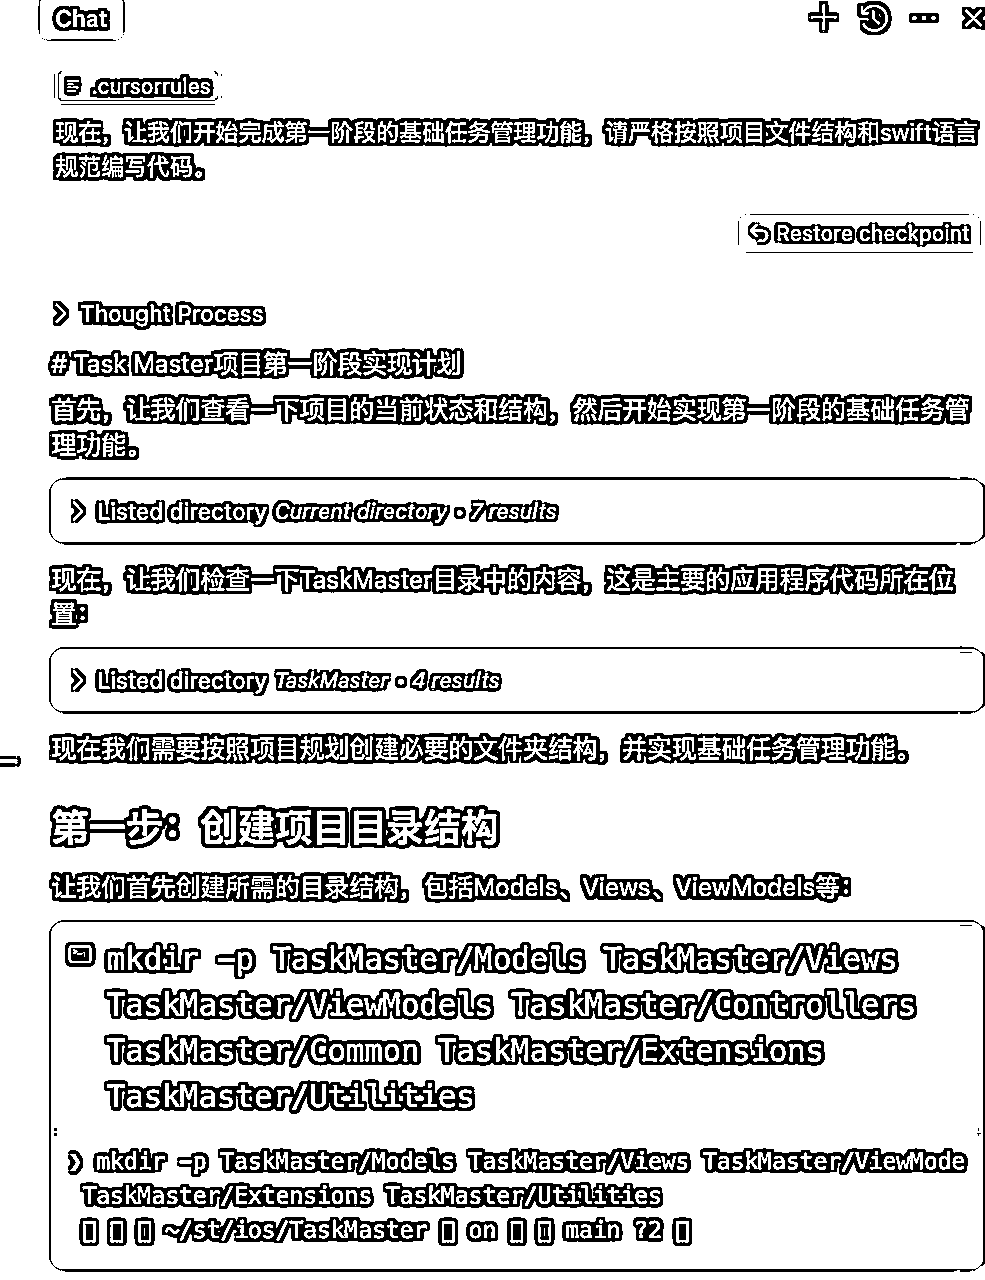 Chat
.cursorrules
现在，让我们开始完成第一阶段的基础任务管理功能，请严格按照项目文件结构和swift语言
规范编写代码。
Restore checkpoint
Thought Process
# Task Master项目第一阶段实现计划
首先，让我们查看一下项目的当前状态和结构，然后开始实现第一阶段的基础任务管
理功能。
Listed directory Current directory • 7 results
现在，让我们检查一下TaskMaster目录中的内容，这是主要的应用程序代码所在位
置：
Listed directory TaskMaster • 4 results
现在我们需要按照项目规划创建必要的文件夹结构，并实现基础任务管理功能。
第一步：创建项目目录结构
让我们首先创建所需的目录结构，包括Models、Views、ViewModels等：
mkdir -p TaskMaster/Models TaskMaster/Views
TaskMaster/ViewModels TaskMaster/Controllers
TaskMaster/Common TaskMaster/Extensions
TaskMaster/Utilities
❯ mkdir -p TaskMaster/Models TaskMaster/Views TaskMaster/ViewMode
TaskMaster/Extensions TaskMaster/Utilities
~/st/ios/TaskMaster on main ?2